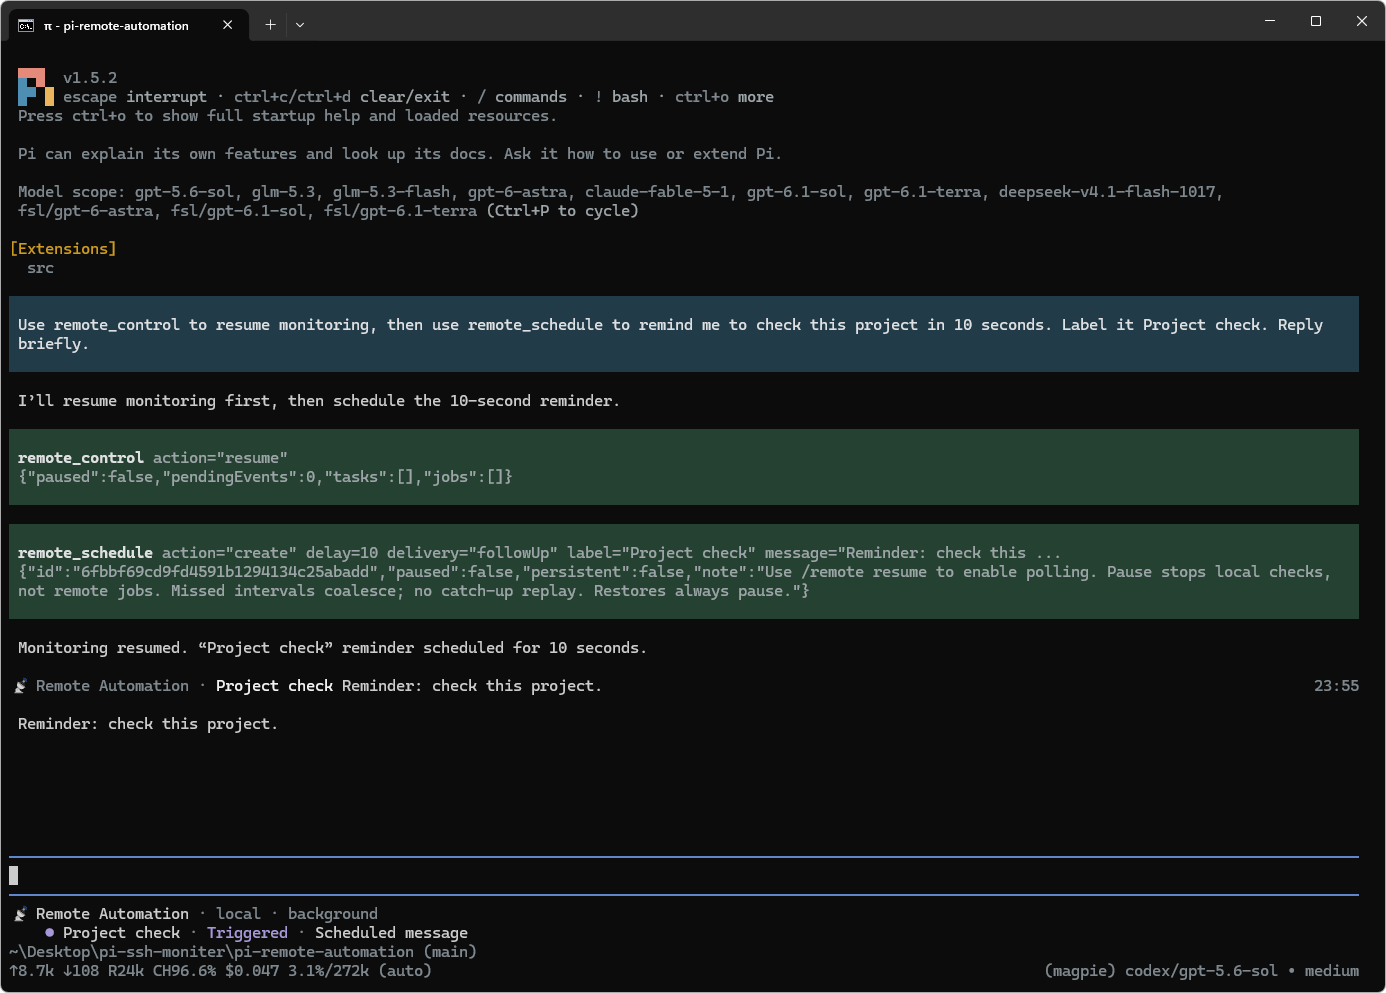 π - pi-remote-automation
v1.5.2
escape interrupt · ctrl+c/ctrl+d clear/exit · / commands · ! bash · ctrl+o more
Press ctrl+o to show full startup help and loaded resources.
Pi can explain its own features and look up its docs. Ask it how to use or extend Pi.
Model scope: gpt-5.6-sol, glm-5.3, glm-5.3-flash, gpt-6-astra, claude-fable-5-1, gpt-6.1-sol, gpt-6.1-terra, deepseek-v4.1-flash-1017,
fsl/gpt-6-astra, fsl/gpt-6.1-sol, fsl/gpt-6.1-terra (Ctrl+P to cycle)
[Extensions]
src
Use remote_control to resume monitoring, then use remote_schedule to remind me to check this project in 10 seconds. Label it Project check. Reply
briefly.
I’ll resume monitoring first, then schedule the 10-second reminder.
remote_control action="resume"
{"paused":false,"pendingEvents":0,"tasks":[],"jobs":[]}
remote_schedule action="create" delay=10 delivery="followUp" label="Project check" message="Reminder: check this ...
{"id":"6fbbf69cd9fd4591b1294134c25abadd","paused":false,"persistent":false,"note":"Use /remote resume to enable polling. Pause stops local checks,
not remote jobs. Missed intervals coalesce; no catch-up replay. Restores always pause."}
Monitoring resumed. “Project check” reminder scheduled for 10 seconds.
Remote Automation · Project check Reminder: check this project. 23:55
Reminder: check this project.
Remote Automation · local · background
● Project check · Triggered · Scheduled message
~\Desktop\pi-ssh-moniter\pi-remote-automation (main)
↑8.7k ↓108 R24k CH96.6% $0.047 3.1%/272k (auto) (magpie) codex/gpt-5.6-sol • medium